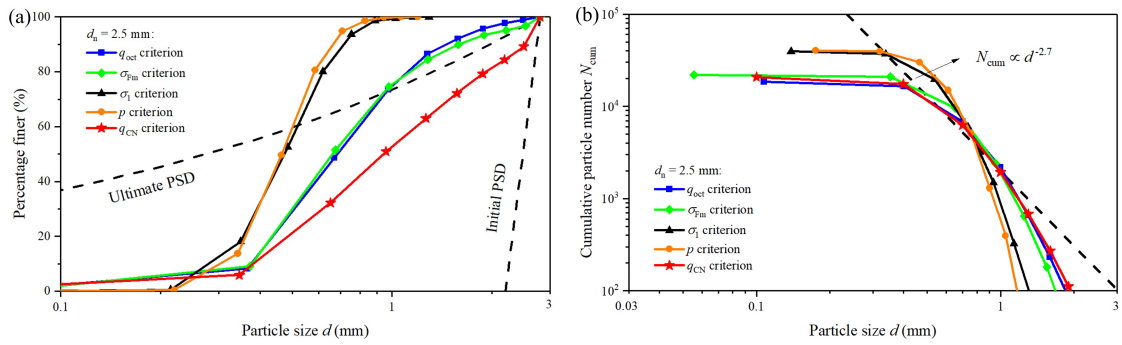 (a)
100
80
60
40
20
0
Percentage finer (%)
dn = 2.5 mm:
qoct criterion
σFm criterion
σ1 criterion
p criterion
qCN criterion
Ultimate PSD
Initial PSD
0.1
1
3
Particle size d (mm)
(b)
10^5
10^4
10^3
10^2
Cumulative particle number Ncum
Ncum ∝ d^-2.7
dn = 2.5 mm:
qoct criterion
σFm criterion
σ1 criterion
p criterion
qCN criterion
0.03
0.1
1
3
Particle size d (mm)